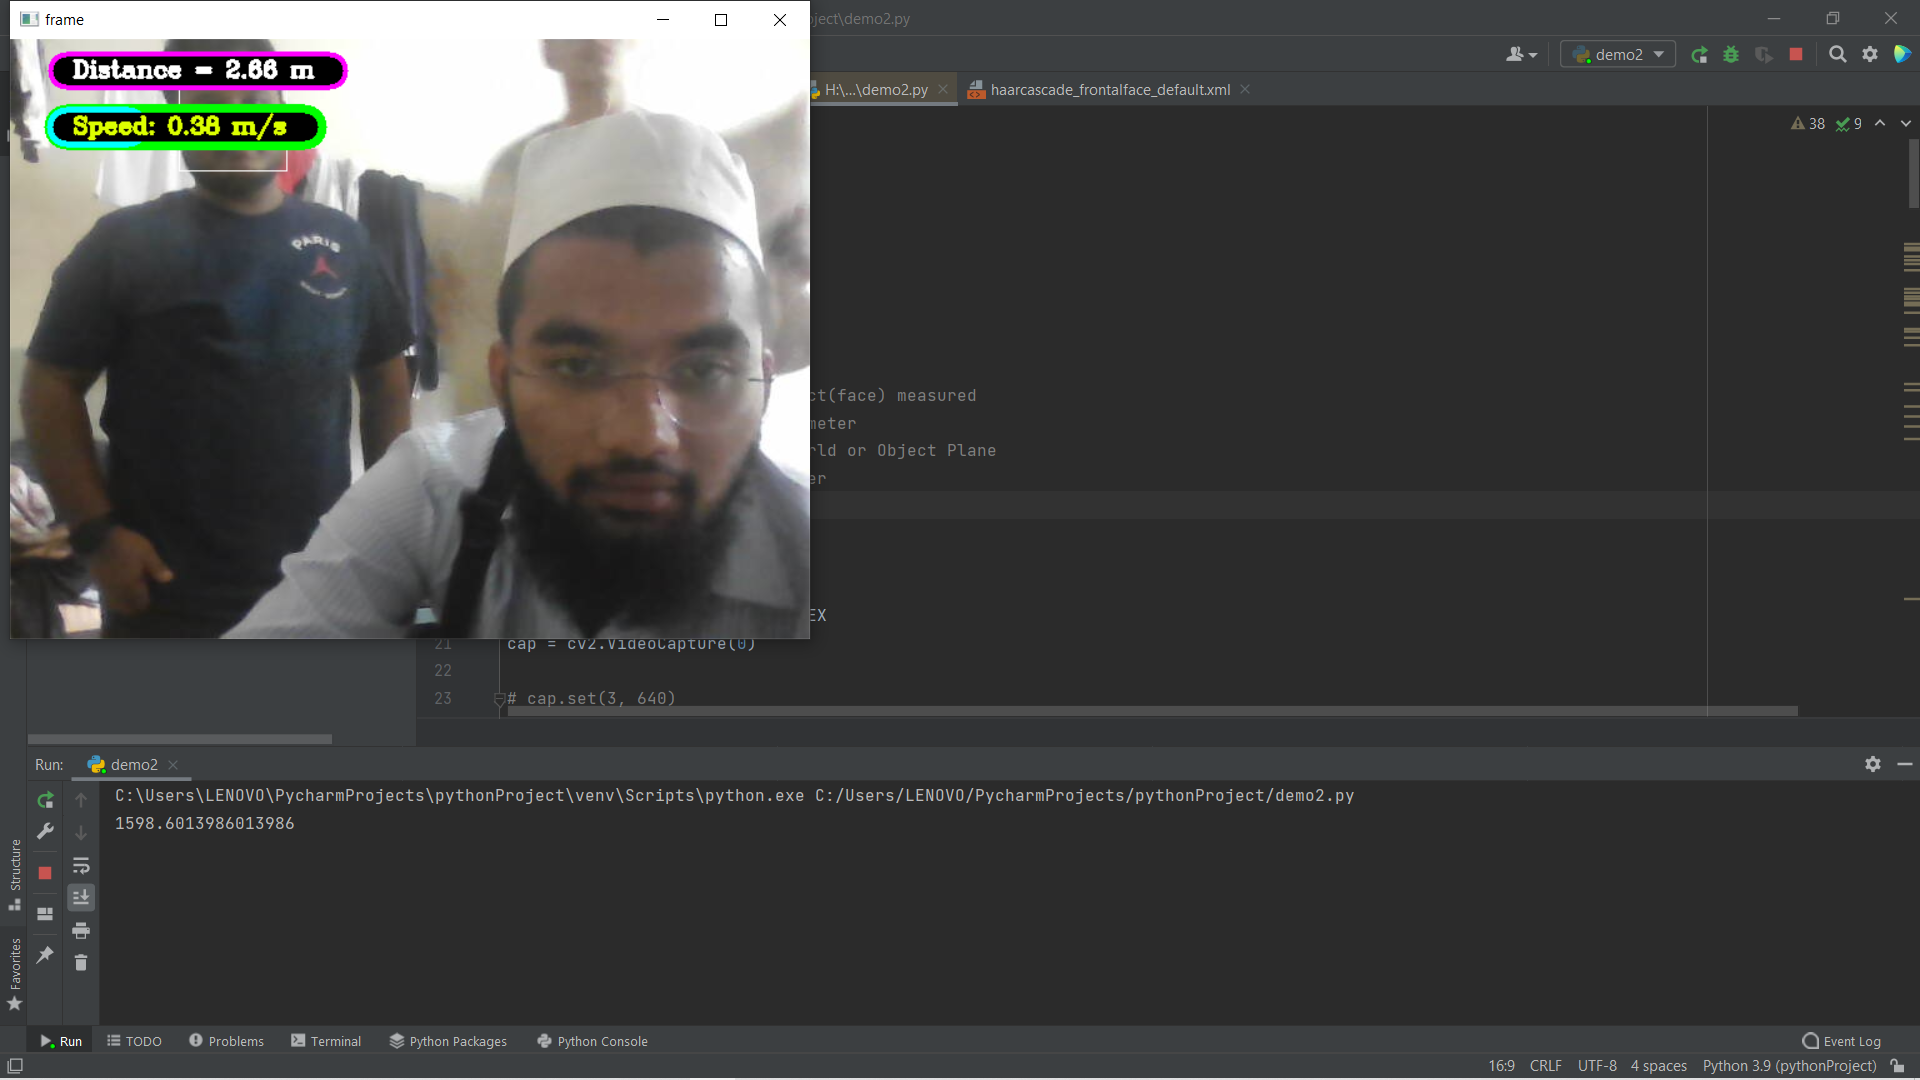 frame
ject\demo2.py
demo2
H:\...\demo2.py
haarcascade_frontalface_default.xml
38
9
Distance = 2.66 m
Speed: 0.38 m/s
PARIS
ct(face) measured
meter
rld or Object Plane
er
EX
21 cap = cv2.VideoCapture(0)
22
23 # cap.set(3, 640)
Run: demo2
C:\Users\LENOVO\PycharmProjects\pythonProject\venv\Scripts\python.exe C:/Users/LENOVO/PycharmProjects/pythonProject/demo2.py
1598.6013986013986
Structure
Favorites
Run TODO Problems Terminal Python Packages Python Console Event Log
16:9 CRLF UTF-8 4 spaces Python 3.9 (pythonProject)